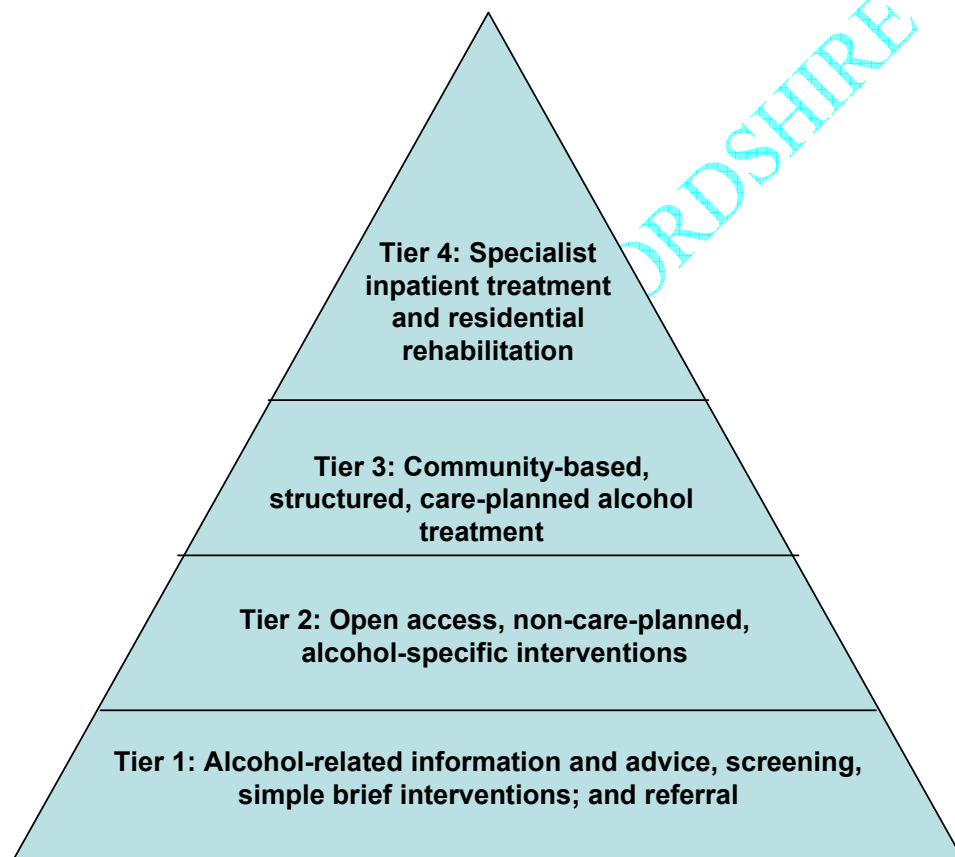 ORDSHIRE
Tier 4: Specialist
inpatient treatment
and residential
rehabilitation
Tier 3: Community-based,
structured, care-planned alcohol
treatment
Tier 2: Open access, non-care-planned,
alcohol-specific interventions
Tier 1: Alcohol-related information and advice, screening,
simple brief interventions; and referral